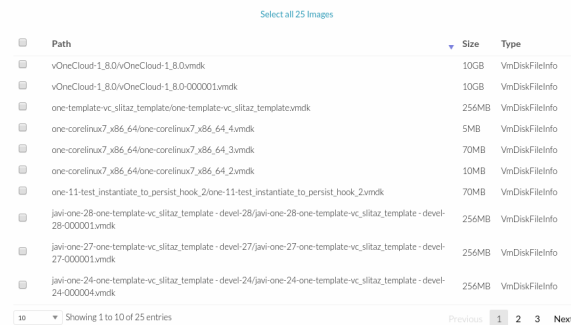 Select all 25 Images
Path Size Type
vOneCloud-1_8.0/vOneCloud-1_8.0.vmdk 10GB VmDiskFileInfo
vOneCloud-1_8.0/vOneCloud-1_8.0-000001.vmdk 10GB VmDiskFileInfo
one-template-vc_slitaz_template/one-template-vc_slitaz_template.vmdk 256MB VmDiskFileInfo
one-corelinux7_x86_64/one-corelinux7_x86_64_4.vmdk 5MB VmDiskFileInfo
one-corelinux7_x86_64/one-corelinux7_x86_64_3.vmdk 70MB VmDiskFileInfo
one-corelinux7_x86_64/one-corelinux7_x86_64_2.vmdk 10MB VmDiskFileInfo
one-11-test_instantiate_to_persist_hook_2/one-11-test_instantiate_to_persist_hook_2.vmdk 70MB VmDiskFileInfo
javi-one-28-one-template-vc_slitaz_template - devel-28/javi-one-28-one-template-vc_slitaz_template - devel-
28-000001.vmdk 256MB VmDiskFileInfo
javi-one-27-one-template-vc_slitaz_template - devel-27/javi-one-27-one-template-vc_slitaz_template - devel-
27-000001.vmdk 256MB VmDiskFileInfo
javi-one-24-one-template-vc_slitaz_template - devel-24/javi-one-24-one-template-vc_slitaz_template - devel-
24-000004.vmdk 256MB VmDiskFileInfo
10 Showing 1 to 10 of 25 entries Previous 1 2 3 Next